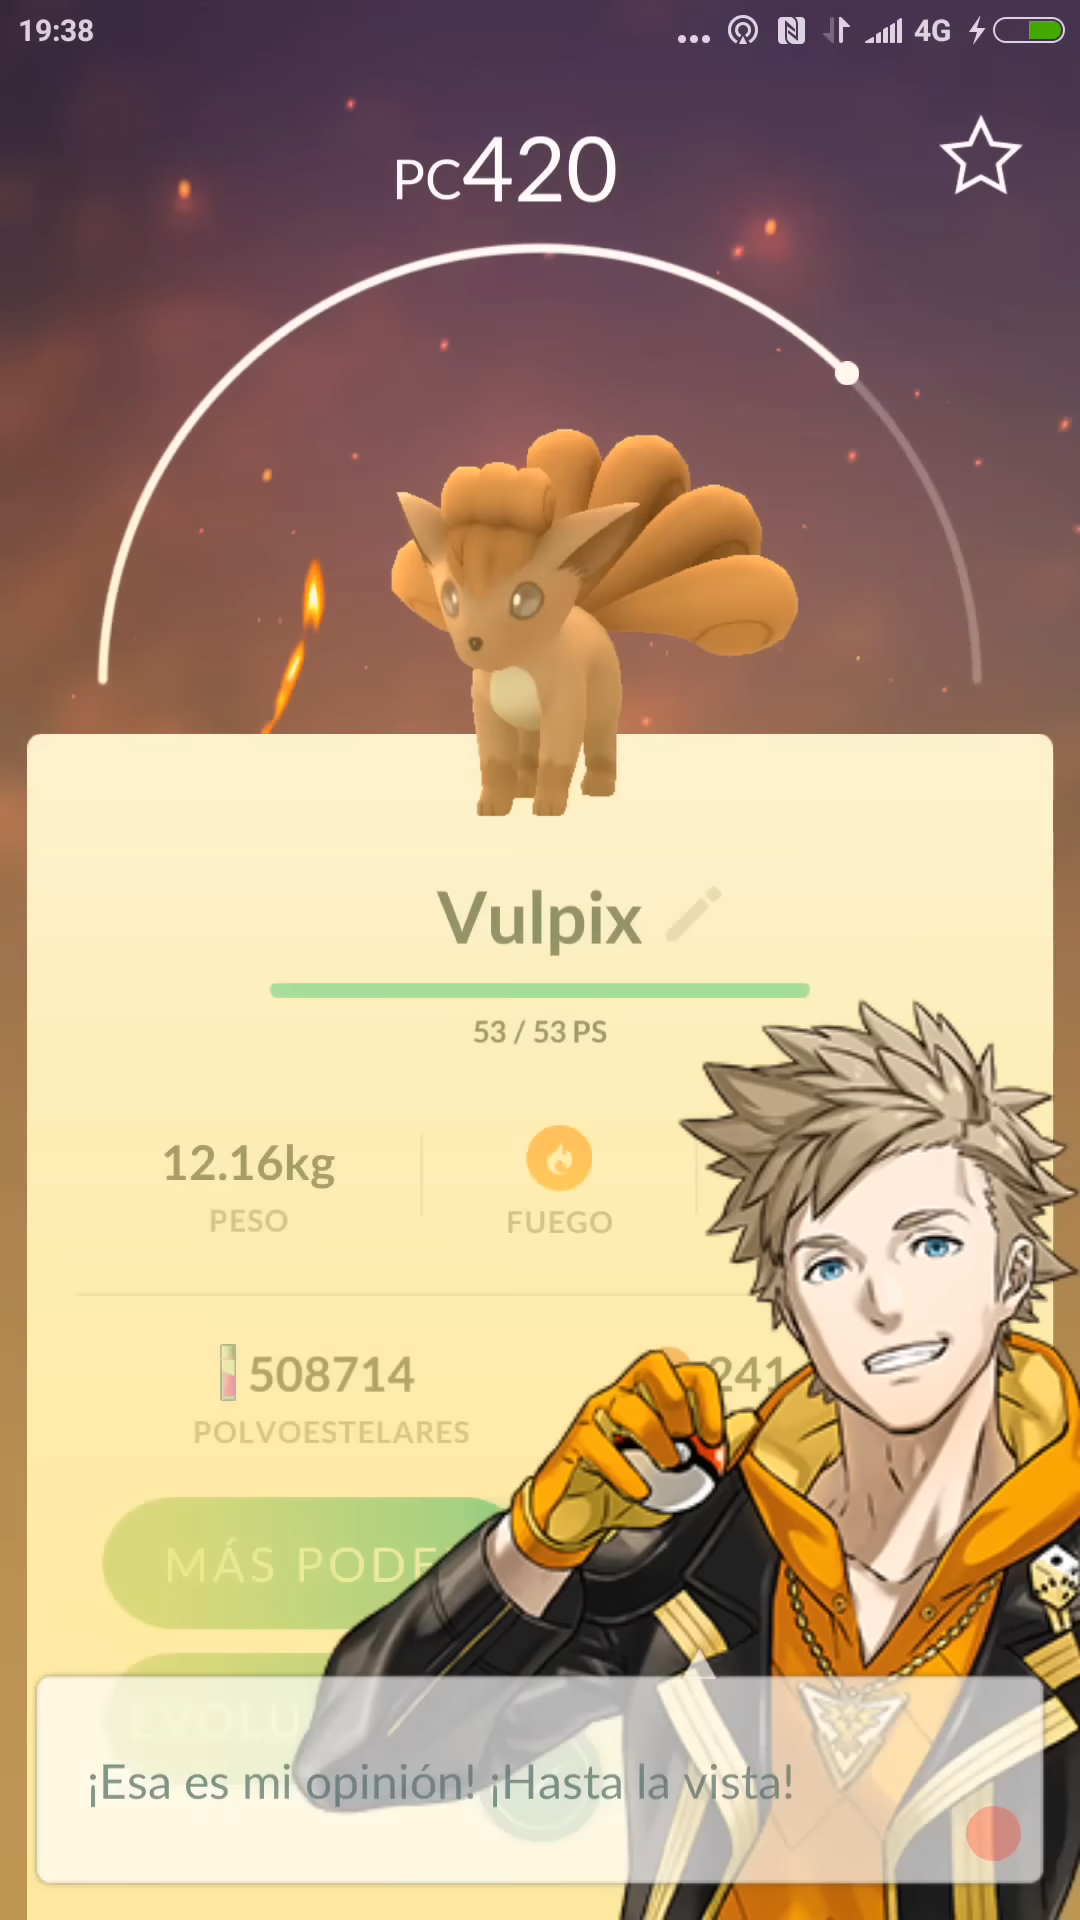 19:38
4G
PC420
Vulpix
53 / 53 PS
12.16kg
PESO
FUEGO
508714
POLVOESTELARES
241
MÁS PODE
EVOLU
¡Esa es mi opinión! ¡Hasta la vista!